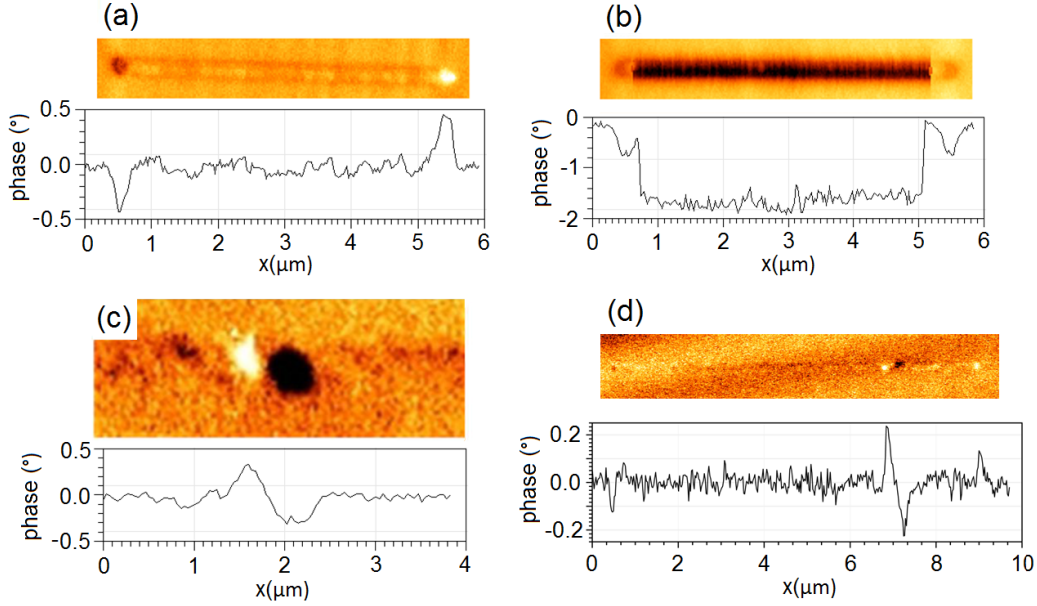 (a)
0.5
0.0
-0.5
phase (°)
0 1 2 3 4 5 6
x(μm)
(b)
0
-1
-2
phase (°)
0 1 2 3 4 5 6
x(μm)
(c)
0.5
0.0
-0.5
phase (°)
0 1 2 3 4
x(μm)
(d)
0.2
0.0
-0.2
phase (°)
0 2 4 6 8 10
x(μm)